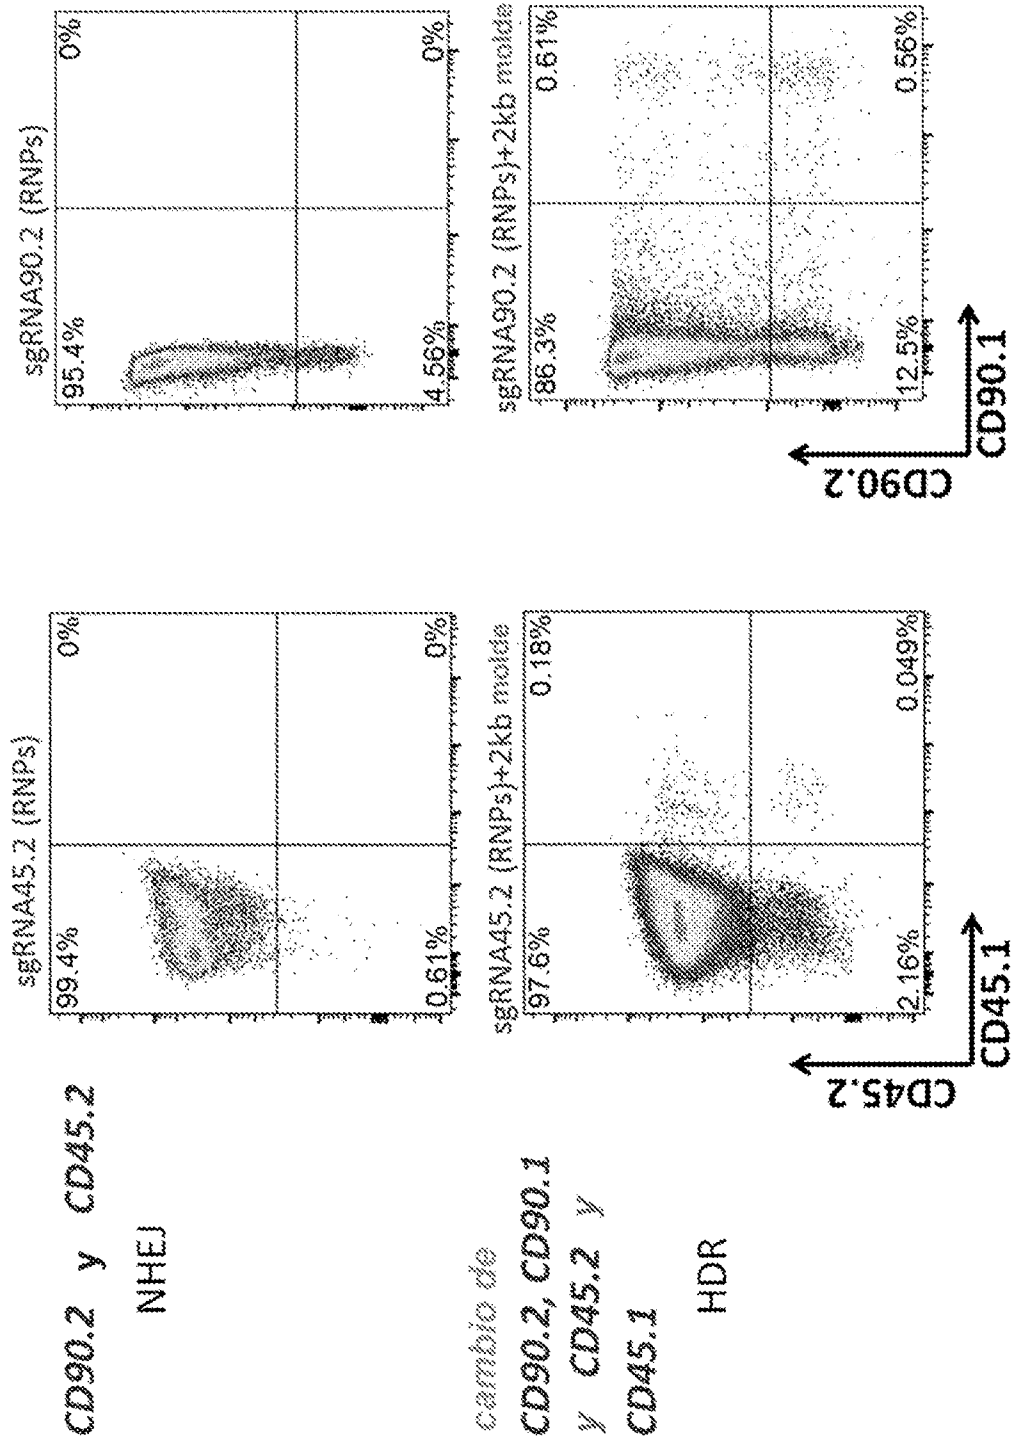 CD90.2 y CD45.2
NHEJ
sgRNA45.2 (RNPs)
99.4%
0%
0.61%
0%
sgRNA90.2 (RNPs)
95.4%
0%
4.56%
0%
cambio de
CD90.2, CD90.1
y CD45.2 y
CD45.1
HDR
sgRNA45.2 (RNPs)+2kb molde
97.6%
0.18%
2.16%
0.049%
CD45.2
CD45.1
sgRNA90.2 (RNPs)+2kb molde
86.3%
0.61%
12.5%
0.56%
CD90.2
CD90.1